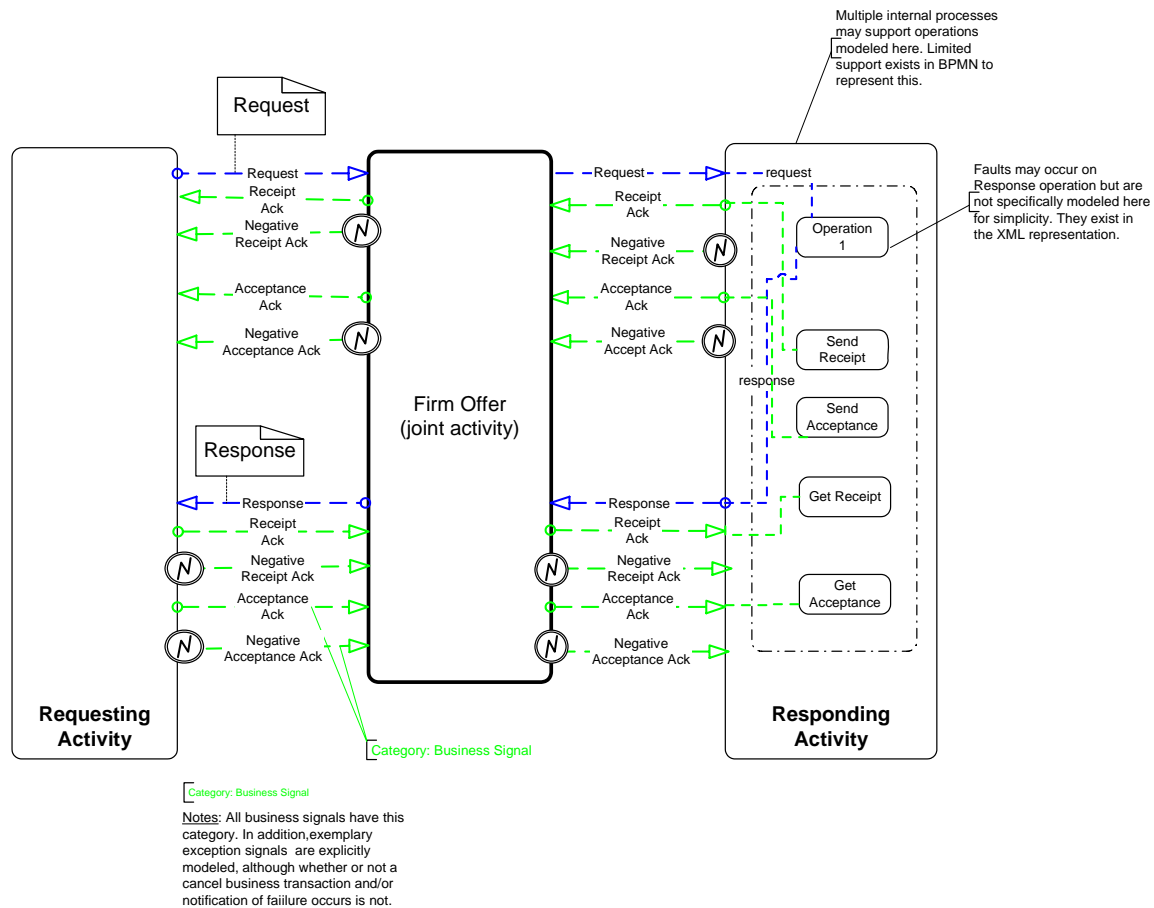 Multiple internal processes
may support operations
modeled here. Limited
support exists in BPMN to
represent this.
Request
Faults may occur on
Response operation but are
not specifically modeled here
for simplicity. They exist in
the XML representation.
Request
Receipt
Ack
Negative
Receipt Ack
Acceptance
Ack
Negative
Acceptance Ack
Request
Receipt
Ack
Negative
Receipt Ack
Acceptance
Ack
Negative
Accept Ack
request
Operation
1
Send
Receipt
response
Send
Acceptance
Get Receipt
Get
Acceptance
Firm Offer
(joint activity)
Response
Response
Receipt
Ack
Negative
Receipt Ack
Acceptance
Ack
Negative
Acceptance Ack
Response
Receipt
Ack
Negative
Receipt Ack
Acceptance
Ack
Negative
Acceptance Ack
Requesting
Activity
Responding
Activity
Category: Business Signal
Category: Business Signal
Notes: All business signals have this
category. In addition,exemplary
exception signals are explicitly
modeled, although whether or not a
cancel business transaction and/or
notification of faiilure occurs is not.